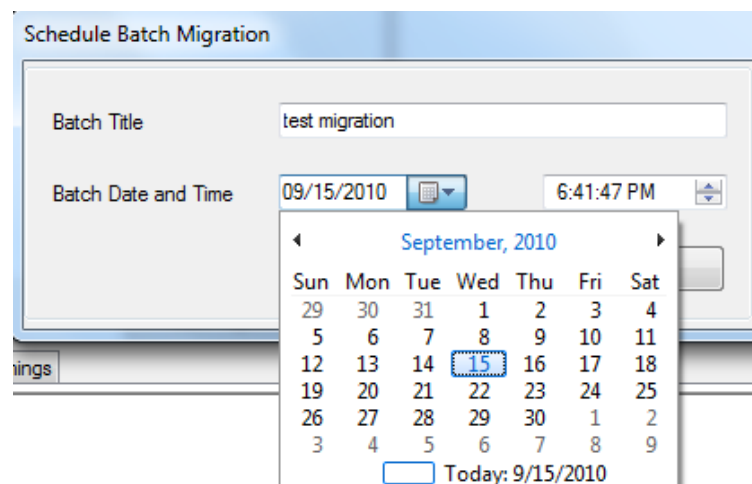 Schedule Batch Migration
Batch Title test migration
Batch Date and Time 09/15/2010 6:41:47 PM
September, 2010
Sun Mon Tue Wed Thu Fri Sat
29 30 31 1 2 3 4
5 6 7 8 9 10 11
12 13 14 15 16 17 18
19 20 21 22 23 24 25
26 27 28 29 30 1 2
3 4 5 6 7 8 9
Today: 9/15/2010